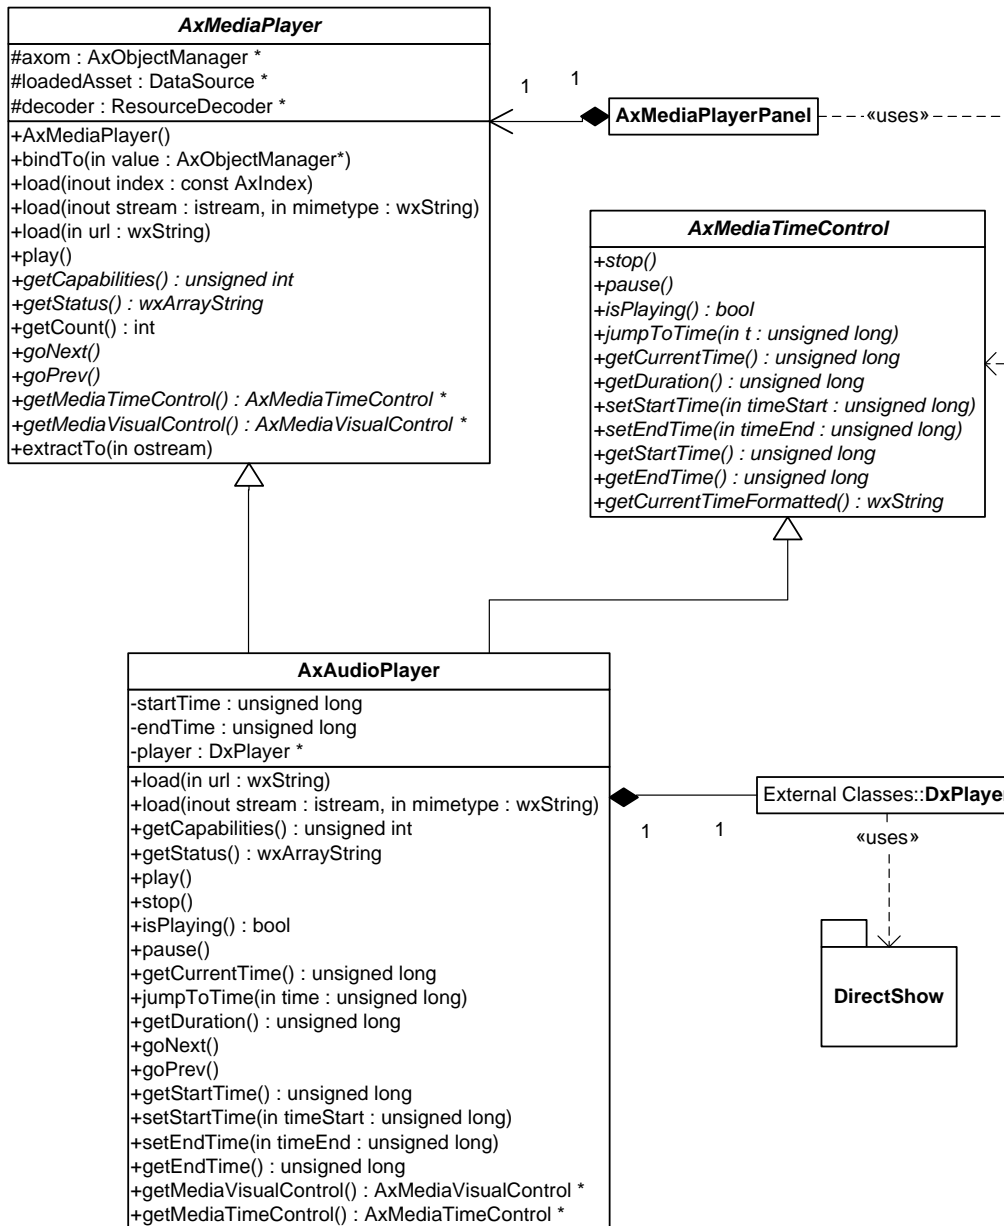 AxMediaPlayer
#axom : AxObjectManager *
#loadedAsset : DataSource *
#decoder : ResourceDecoder *
+AxMediaPlayer()
+bindTo(in value : AxObjectManager*)
+load(inout index : const AxIndex)
+load(inout stream : istream, in mimetype : wxString)
+load(in url : wxString)
+play()
+getCapabilities() : unsigned int
+getStatus() : wxArrayString
+getCount() : int
+goNext()
+goPrev()
+getMediaTimeControl() : AxMediaTimeControl *
+getMediaVisualControl() : AxMediaVisualControl *
+extractTo(in ostream)
1
1
AxMediaPlayerPanel
«uses»
AxMediaTimeControl
+stop()
+pause()
+isPlaying() : bool
+jumpToTime(in t : unsigned long)
+getCurrentTime() : unsigned long
+getDuration() : unsigned long
+setStartTime(in timeStart : unsigned long)
+setEndTime(in timeEnd : unsigned long)
+getStartTime() : unsigned long
+getEndTime() : unsigned long
+getCurrentTimeFormatted() : wxString
AxAudioPlayer
-startTime : unsigned long
-endTime : unsigned long
-player : DxPlayer *
+load(in url : wxString)
+load(inout stream : istream, in mimetype : wxString)
+getCapabilities() : unsigned int
+getStatus() : wxArrayString
+play()
+stop()
+isPlaying() : bool
+pause()
+getCurrentTime() : unsigned long
+jumpToTime(in time : unsigned long)
+getDuration() : unsigned long
+goNext()
+goPrev()
+getStartTime() : unsigned long
+setStartTime(in timeStart : unsigned long)
+setEndTime(in timeEnd : unsigned long)
+getEndTime() : unsigned long
+getMediaVisualControl() : AxMediaVisualControl *
+getMediaTimeControl() : AxMediaTimeControl *
1
1
External Classes::DxPlayer
«uses»
DirectShow